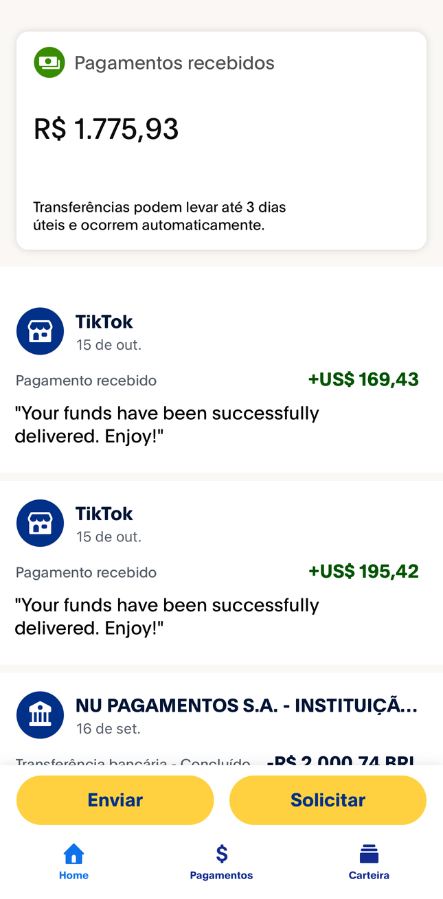 Pagamentos recebidos
R$ 1.775,93
Transferências podem levar até 3 dias
úteis e ocorrem automaticamente.
TikTok
15 de out.
Pagamento recebido
+US$ 169,43
"Your funds have been successfully
delivered. Enjoy!"
TikTok
15 de out.
Pagamento recebido
+US$ 195,42
"Your funds have been successfully
delivered. Enjoy!"
NU PAGAMENTOS S.A. - INSTITUIÇÃ...
16 de set.
Transferência bancária - Concluído
-R$ 2.000,74 BRL
Enviar
Solicitar
Home
Pagamentos
Carteira